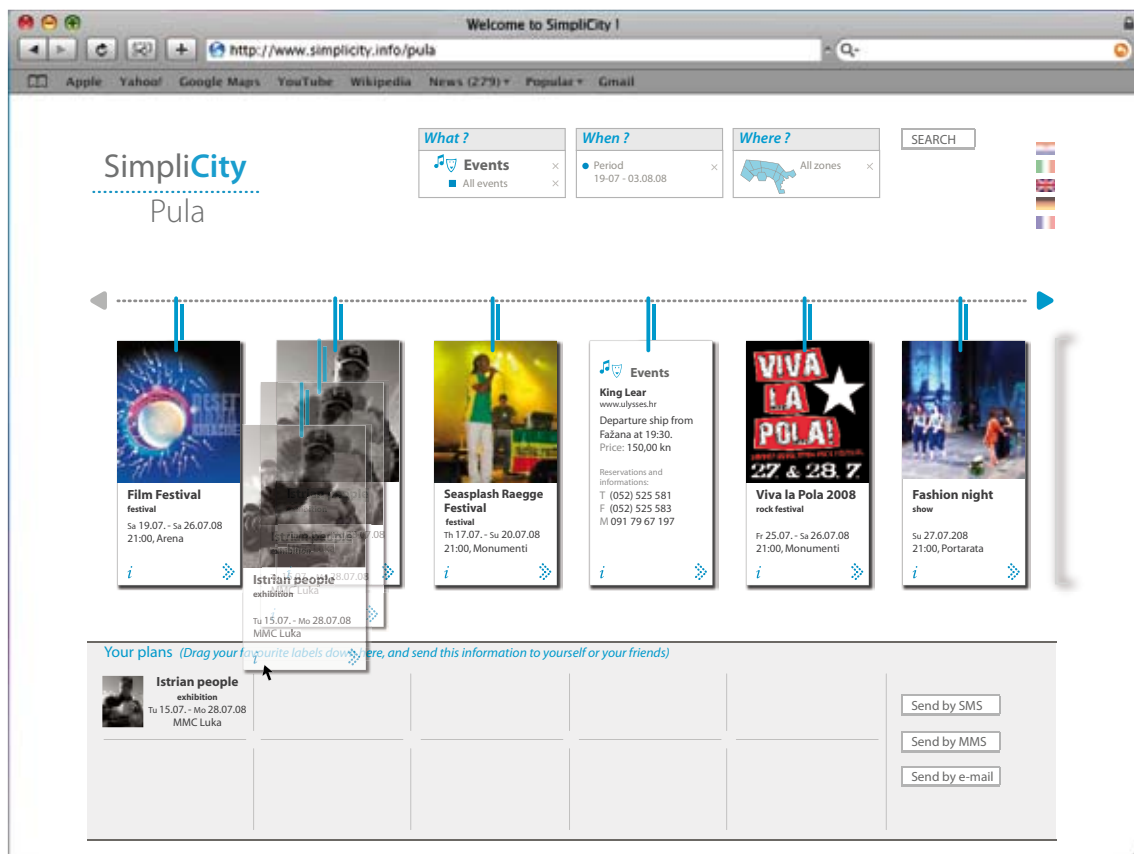 Welcome to SimpliCity !
http://www.simplicity.info/pula
Q-
Apple Yahoo! Google Maps YouTube Wikipedia News (279) Popular Gmail
What ?
Events
All events
When ?
Period
19-07 - 03.08.08
Where ?
All zones
SEARCH
SimpliCity
Pula
Film Festival
festival
Sa 19.07. - Sa 26.07.08
21:00, Arena
i
Istrian people
exhibition
Tu 15.07. - Mo 28.07.08
MMC Luka
i
Seasplash Raegge
Festival
festival
Th 17.07. - Su 20.07.08
21:00, Monumenti
i
Events
King Lear
www.ulysses.hr
Departure ship from
Fažana at 19:30.
Price: 150,00 kn
Reservations and
informations:
T (052) 525 581
F (052) 525 583
M 091 79 67 197
i
VIVA
LA
POLA!
27. & 28. 7.
Viva la Pola 2008
rock festival
Fr 25.07. - Sa 26.07.08
21:00, Monumenti
i
Fashion night
show
Su 27.07.208
21:00, Portarata
i
Your plans (Drag your favourite labels down here, and send this information to yourself or your friends)
Istrian people
exhibition
Tu 15.07. - Mo 28.07.08
MMC Luka
Send by SMS
Send by MMS
Send by e-mail